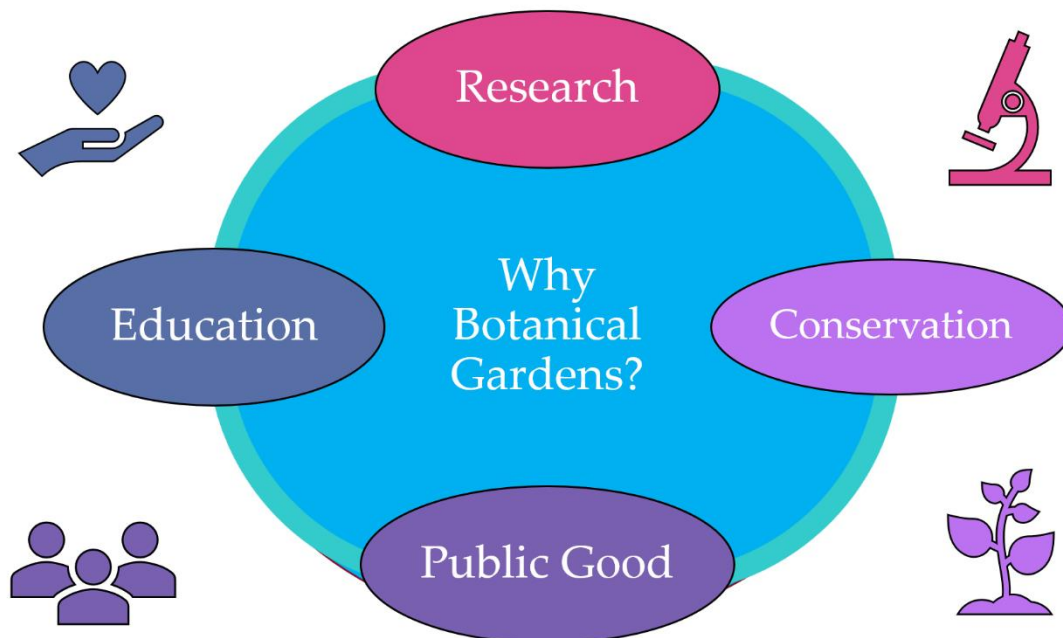 Research
Education
Why
Botanical
Gardens?
Conservation
Public Good